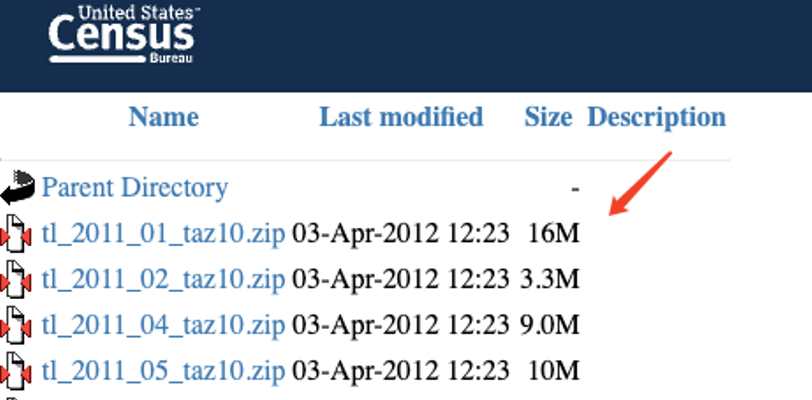 United States™
Census
Bureau
Name Last modified Size Description
Parent Directory -
tl_2011_01_taz10.zip 03-Apr-2012 12:23 16M
tl_2011_02_taz10.zip 03-Apr-2012 12:23 3.3M
tl_2011_04_taz10.zip 03-Apr-2012 12:23 9.0M
tl_2011_05_taz10.zip 03-Apr-2012 12:23 10M